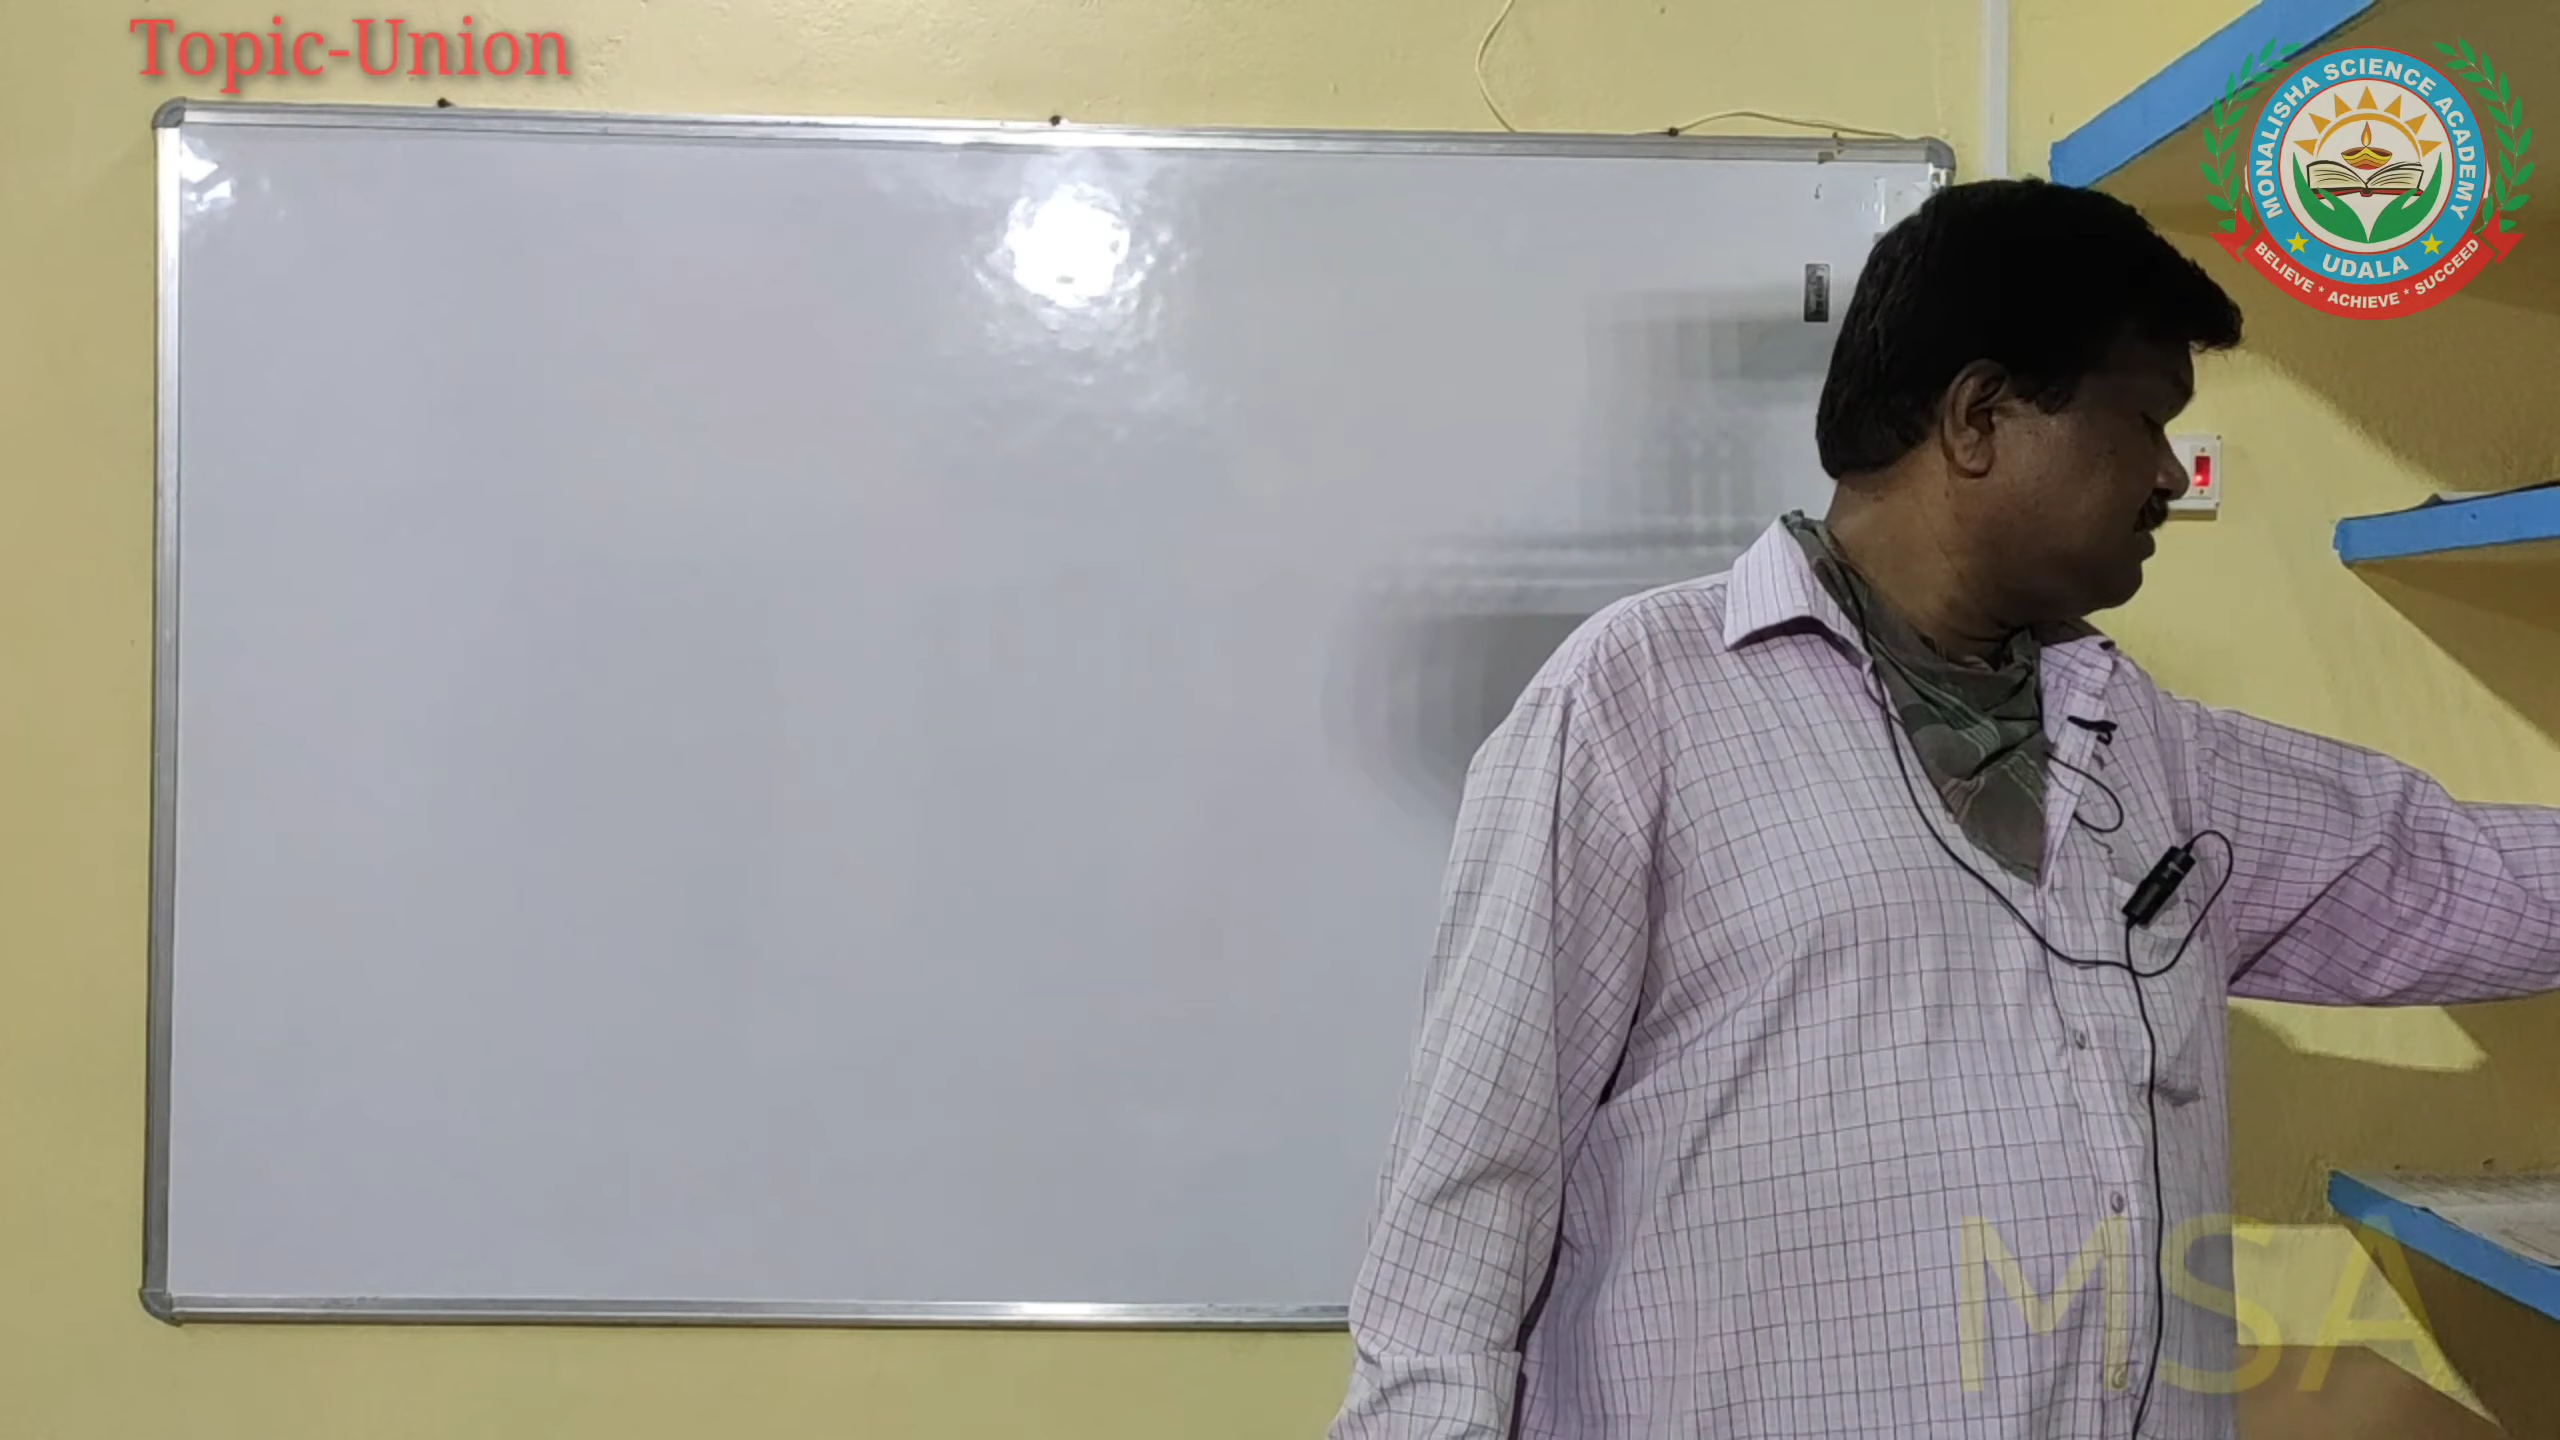 Topic-Union
MONALISHA SCIENCE ACADEMY
UDALA
BELIEVE * ACHIEVE * SUCCEED
MSA